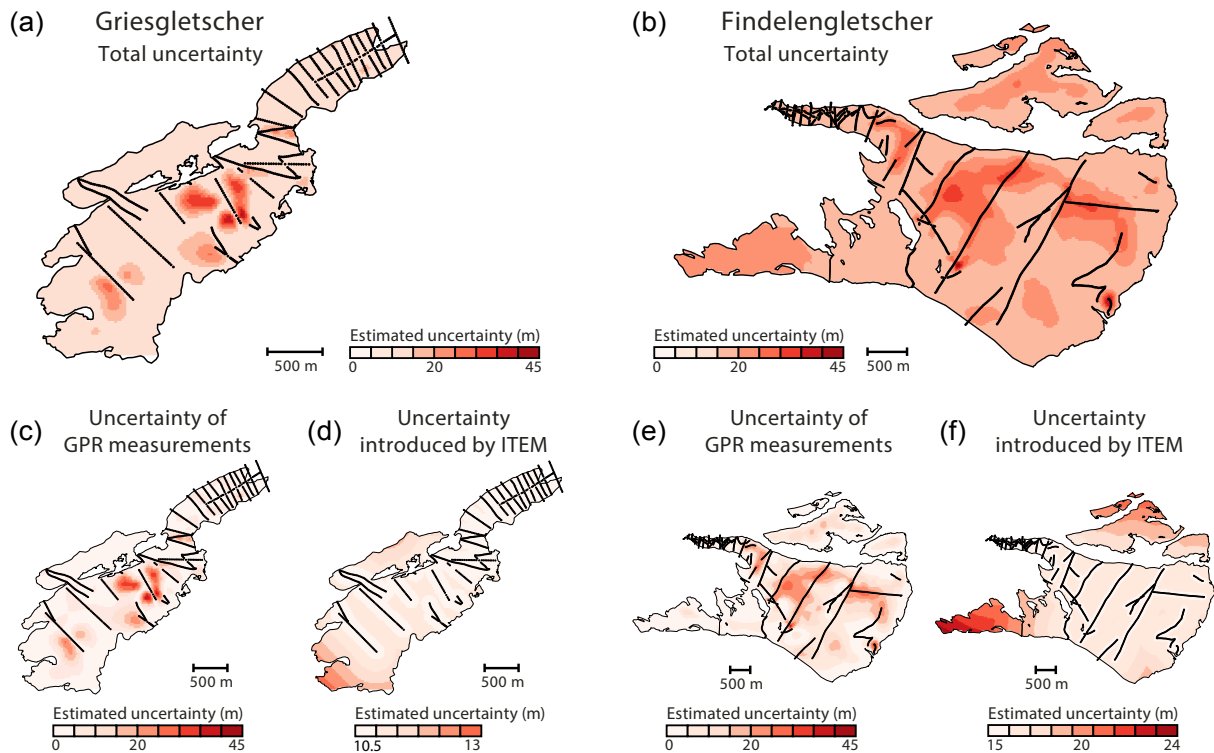 (a) Griesgletscher
Total uncertainty
Estimated uncertainty (m)
500 m
0 20 45
(b) Findelengletscher
Total uncertainty
Estimated uncertainty (m)
0 20 45
500 m
(c) Uncertainty of
GPR measurements
500 m
Estimated uncertainty (m)
0 20 45
(d) Uncertainty
introduced by ITEM
500 m
Estimated uncertainty (m)
10.5 13
(e) Uncertainty of
GPR measurements
500 m
Estimated uncertainty (m)
0 20 45
(f) Uncertainty
introduced by ITEM
500 m
Estimated uncertainty (m)
15 20 24